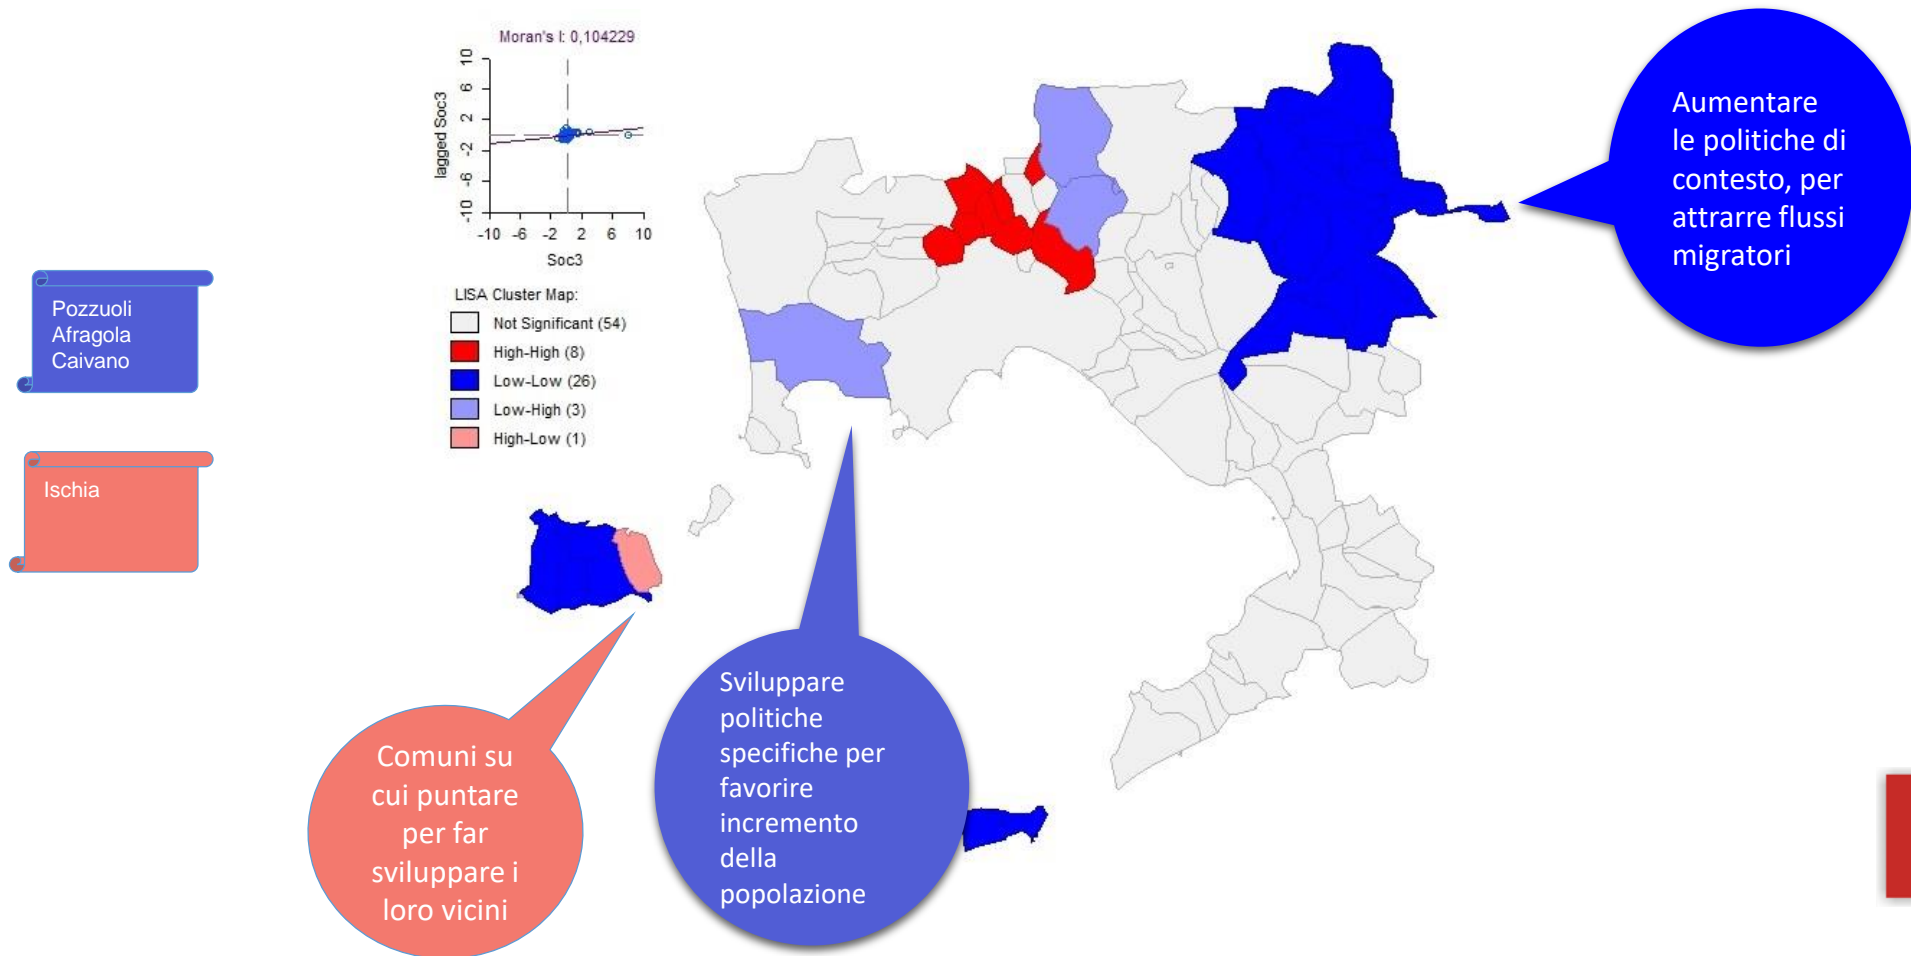 Moran's I: 0,104229
lagged Soc3
10
6
2
-2
-6
-10
-10 -6 -2 2 6 10
Soc3
LISA Cluster Map:
Not Significant (54)
High-High (8)
Low-Low (26)
Low-High (3)
High-Low (1)
Pozzuoli
Afragola
Caivano
Ischia
Aumentare
le politiche di
contesto, per
attrarre flussi
migratori
Comuni su
cui puntare
per far
sviluppare i
loro vicini
Sviluppare
politiche
specifiche per
favorire
incremento
della
popolazione